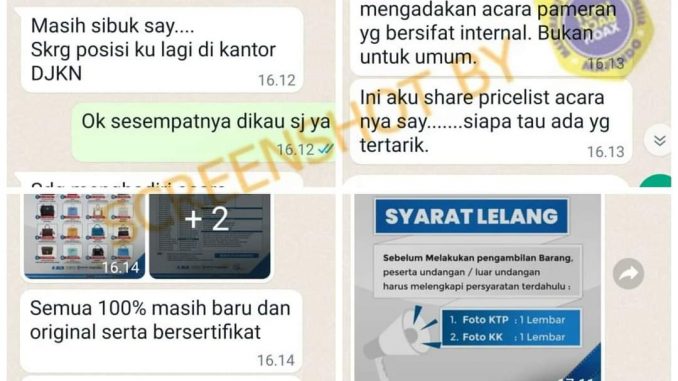 Masih sibuk say....
Skrg posisi ku lagi di kantor
DJKN
16.12
Ok sesempatnya dikau sj ya
16.12
mengadakan acara pameran
yg bersifat internal. Bukan
untuk umum.
16.13
Ini aku share pricelist acara
nya say.......siapa tau ada yg
tertarik.
16.13
+ 2
16.14
Semua 100% masih baru dan
original serta bersertifikat
16.14
SYARAT LELANG
Sebelum Melakukan pengambilan Barang,
peserta undangan / luar undangan
harus melengkapi persyaratan terdahulu :
1. Foto KTP : 1 Lembar
2. Foto KK : 1 Lembar
SCREENSHOT BY
HOAX